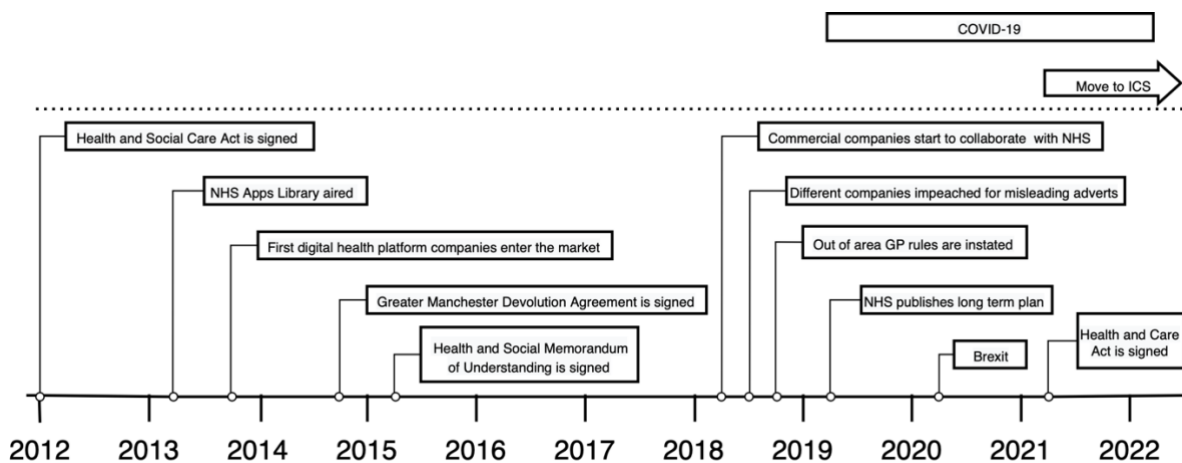 COVID-19
Move to ICS
Health and Social Care Act is signed
Commercial companies start to collaborate with NHS
NHS Apps Library aired
Different companies impeached for misleading adverts
First digital health platform companies enter the market
Out of area GP rules are instated
Greater Manchester Devolution Agreement is signed
NHS publishes long term plan
Health and Social Memorandum
of Understanding is signed
Brexit
Health and Care
Act is signed
2012 2013 2014 2015 2016 2017 2018 2019 2020 2021 2022